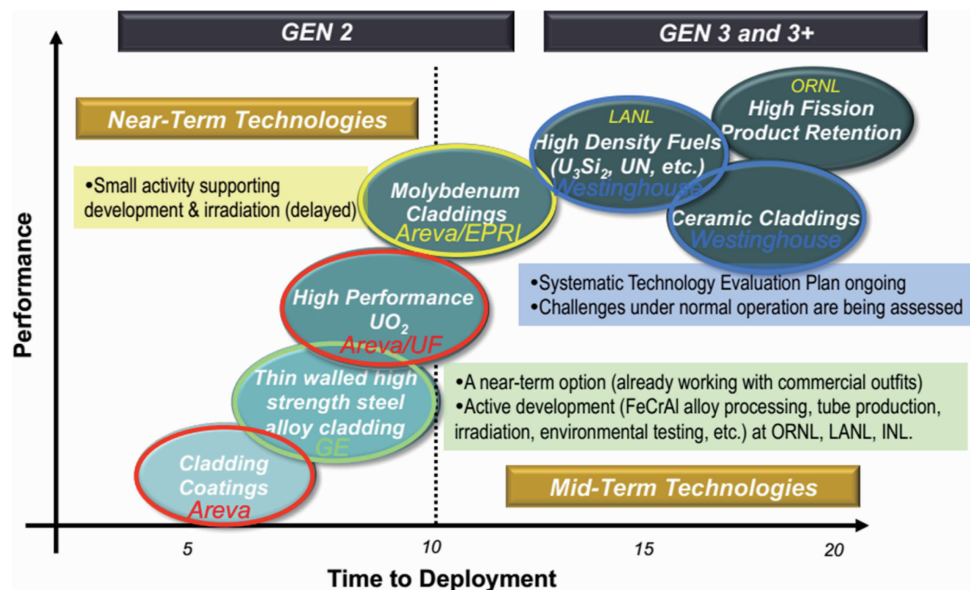 GEN 2
GEN 3 and 3+
Near-Term Technologies
•Small activity supporting
development & irradiation (delayed)
Molybdenum
Claddings
Areva/EPRI
LANL
High Density Fuels
(U₃Si₂, UN, etc.)
Westinghouse
ORNL
High Fission
Product Retention
Ceramic Claddings
Westinghouse
High Performance
UO₂
Areva/UF
•Systematic Technology Evaluation Plan ongoing
•Challenges under normal operation are being assessed
Thin walled high
strength steel
alloy cladding
GE
•A near-term option (already working with commercial outfits)
•Active development (FeCrAl alloy processing, tube production,
irradiation, environmental testing, etc.) at ORNL, LANL, INL.
Cladding
Coatings
Areva
Mid-Term Technologies
Performance
5
10
15
20
Time to Deployment